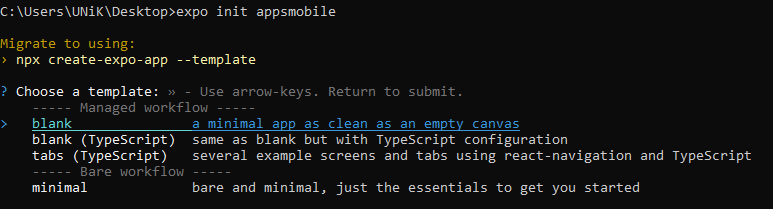 C:\Users\UNiK\Desktop>expo init appsmobile
Migrate to using:
› npx create-expo-app --template
? Choose a template: » - Use arrow-keys. Return to submit.
----- Managed workflow -----
> blank a minimal app as clean as an empty canvas
blank (TypeScript) same as blank but with TypeScript configuration
tabs (TypeScript) several example screens and tabs using react-navigation and TypeScript
----- Bare workflow -----
minimal bare and minimal, just the essentials to get you started